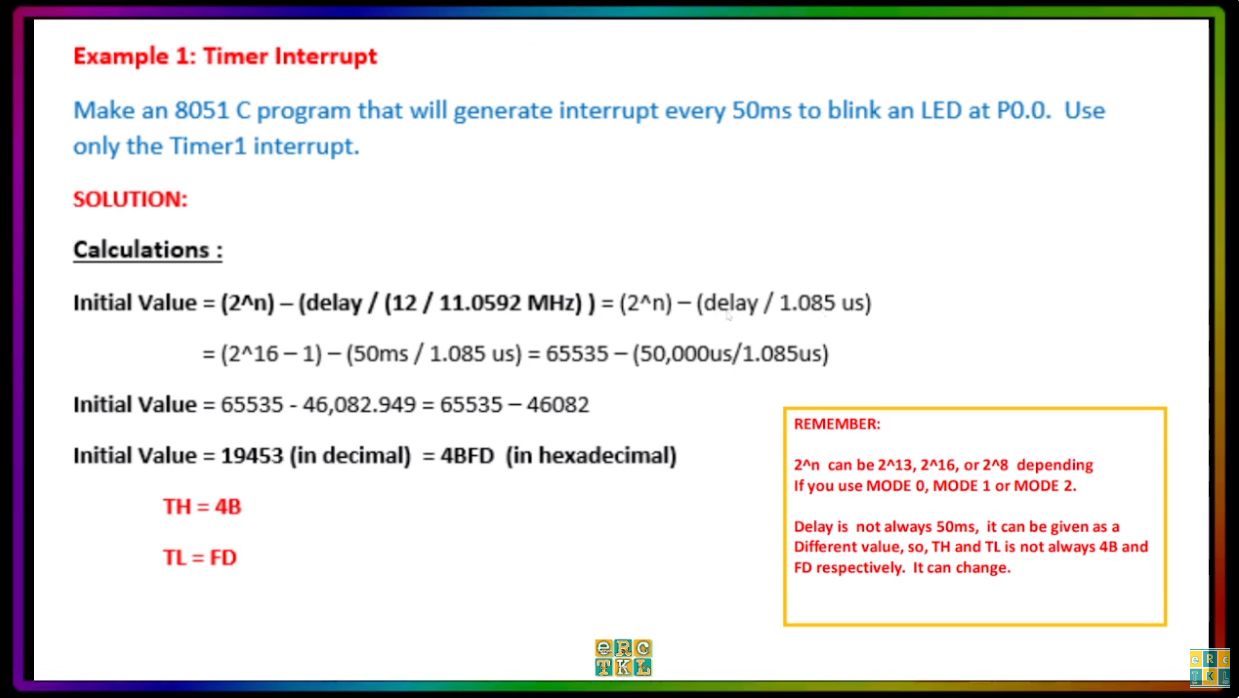 Example 1: Timer Interrupt
Make an 8051 C program that will generate interrupt every 50ms to blink an LED at P0.0.  Use
only the Timer1 interrupt.
SOLUTION:
Calculations :
Initial Value = (2^n) – (delay / (12 / 11.0592 MHz) ) = (2^n) – (delay / 1.085 us)
= (2^16 – 1) – (50ms / 1.085 us) = 65535 – (50,000us/1.085us)
Initial Value = 65535 - 46,082.949 = 65535 – 46082
Initial Value = 19453 (in decimal)  = 4BFD  (in hexadecimal)
TH = 4B
TL = FD
REMEMBER:
2^n  can be 2^13, 2^16, or 2^8  depending
If you use MODE 0, MODE 1 or MODE 2.
Delay is  not always 50ms,  it can be given as a
Different value, so, TH and TL is not always 4B and
FD respectively.  It can change.
eRc
TKL
eRc
TKL